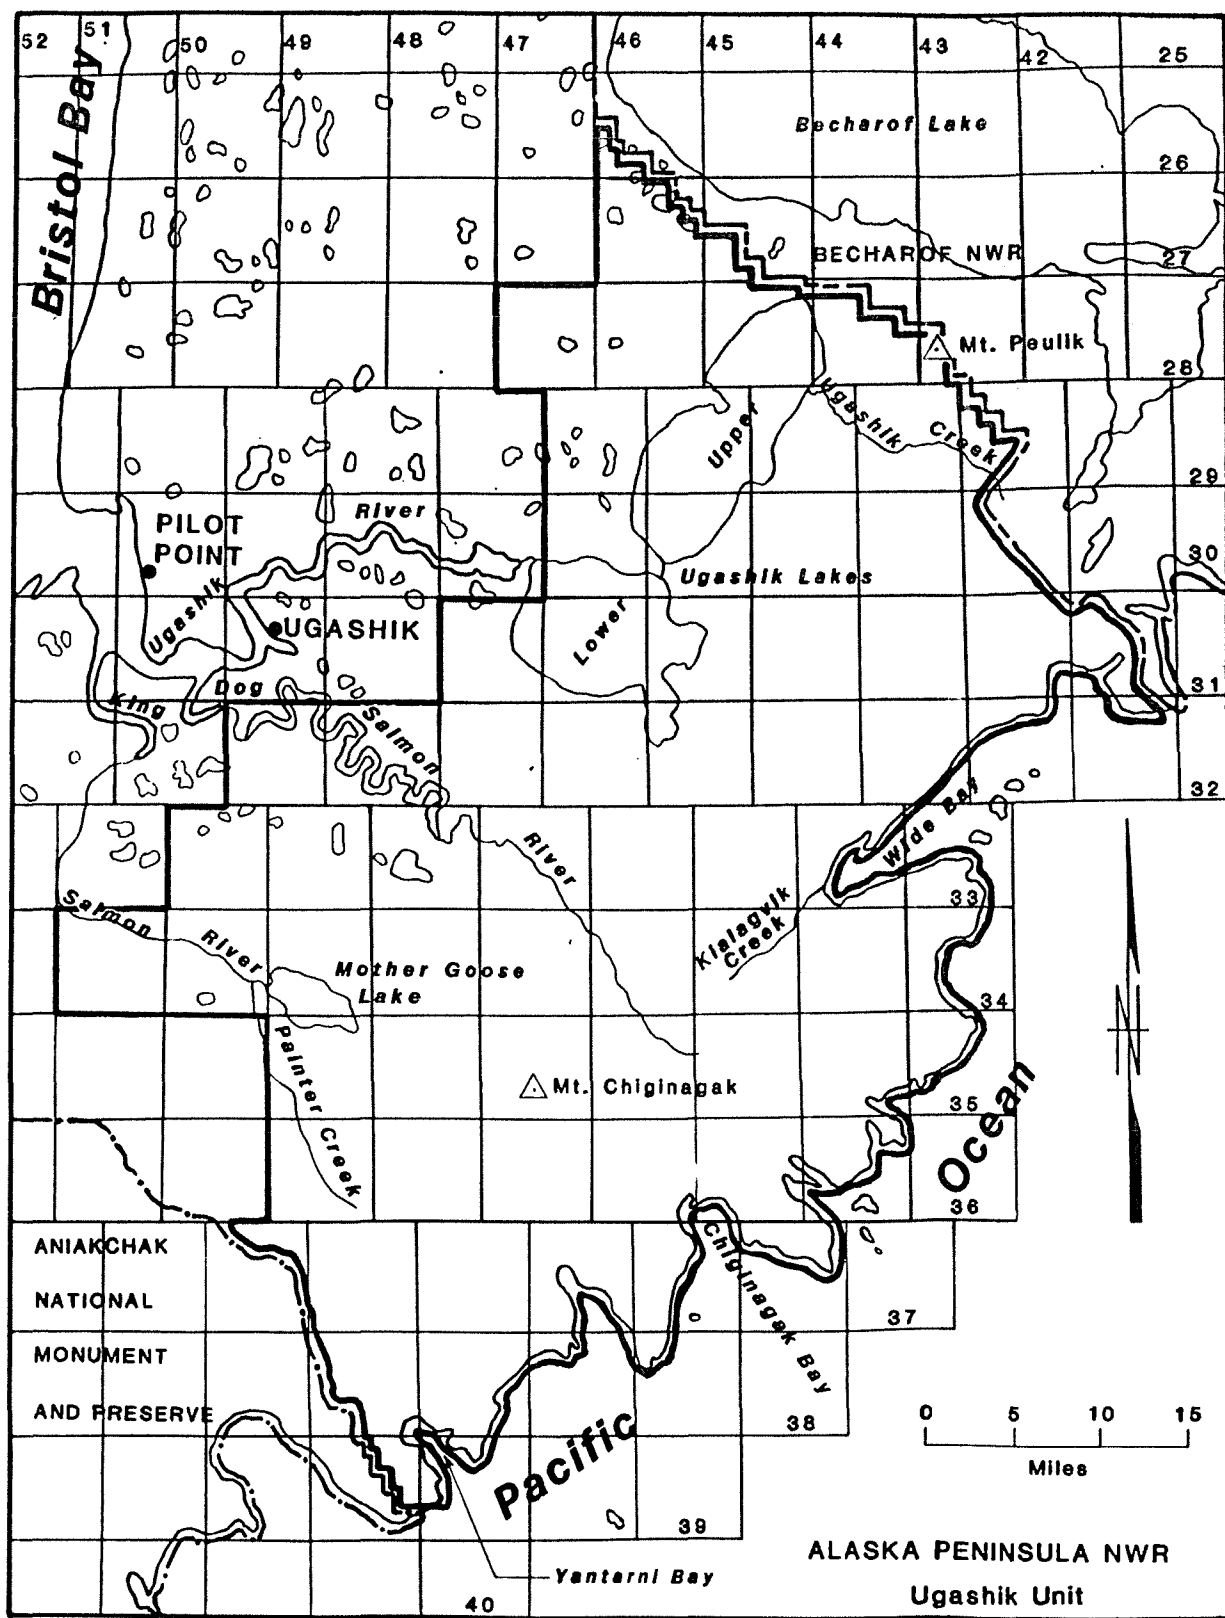 52
51
50
49
48
47
46
45
44
43
42
25
Bristol Bay
Becharof Lake
26
BECHAROF NWR
27
Mt. Peulik
28
Upper
Ugashik
Creek
29
River
PILOT
POINT
30
Ugashik Lakes
Ugashik
UGASHIK
Lower
Dog
King
Salmon
31
32
Wide Bay
River
Kialagvik
Creek
33
Salmon
River
Mother Goose
Lake
34
Painter Creek
Mt. Chiginagak
35
Ocean
36
ANIAKCHAK
NATIONAL
MONUMENT
AND PRESERVE
Chiginagak Bay
37
38
Pacific
0 5 10 15
Miles
39
ALASKA PENINSULA NWR
Ugashik Unit
Yantarni Bay
40